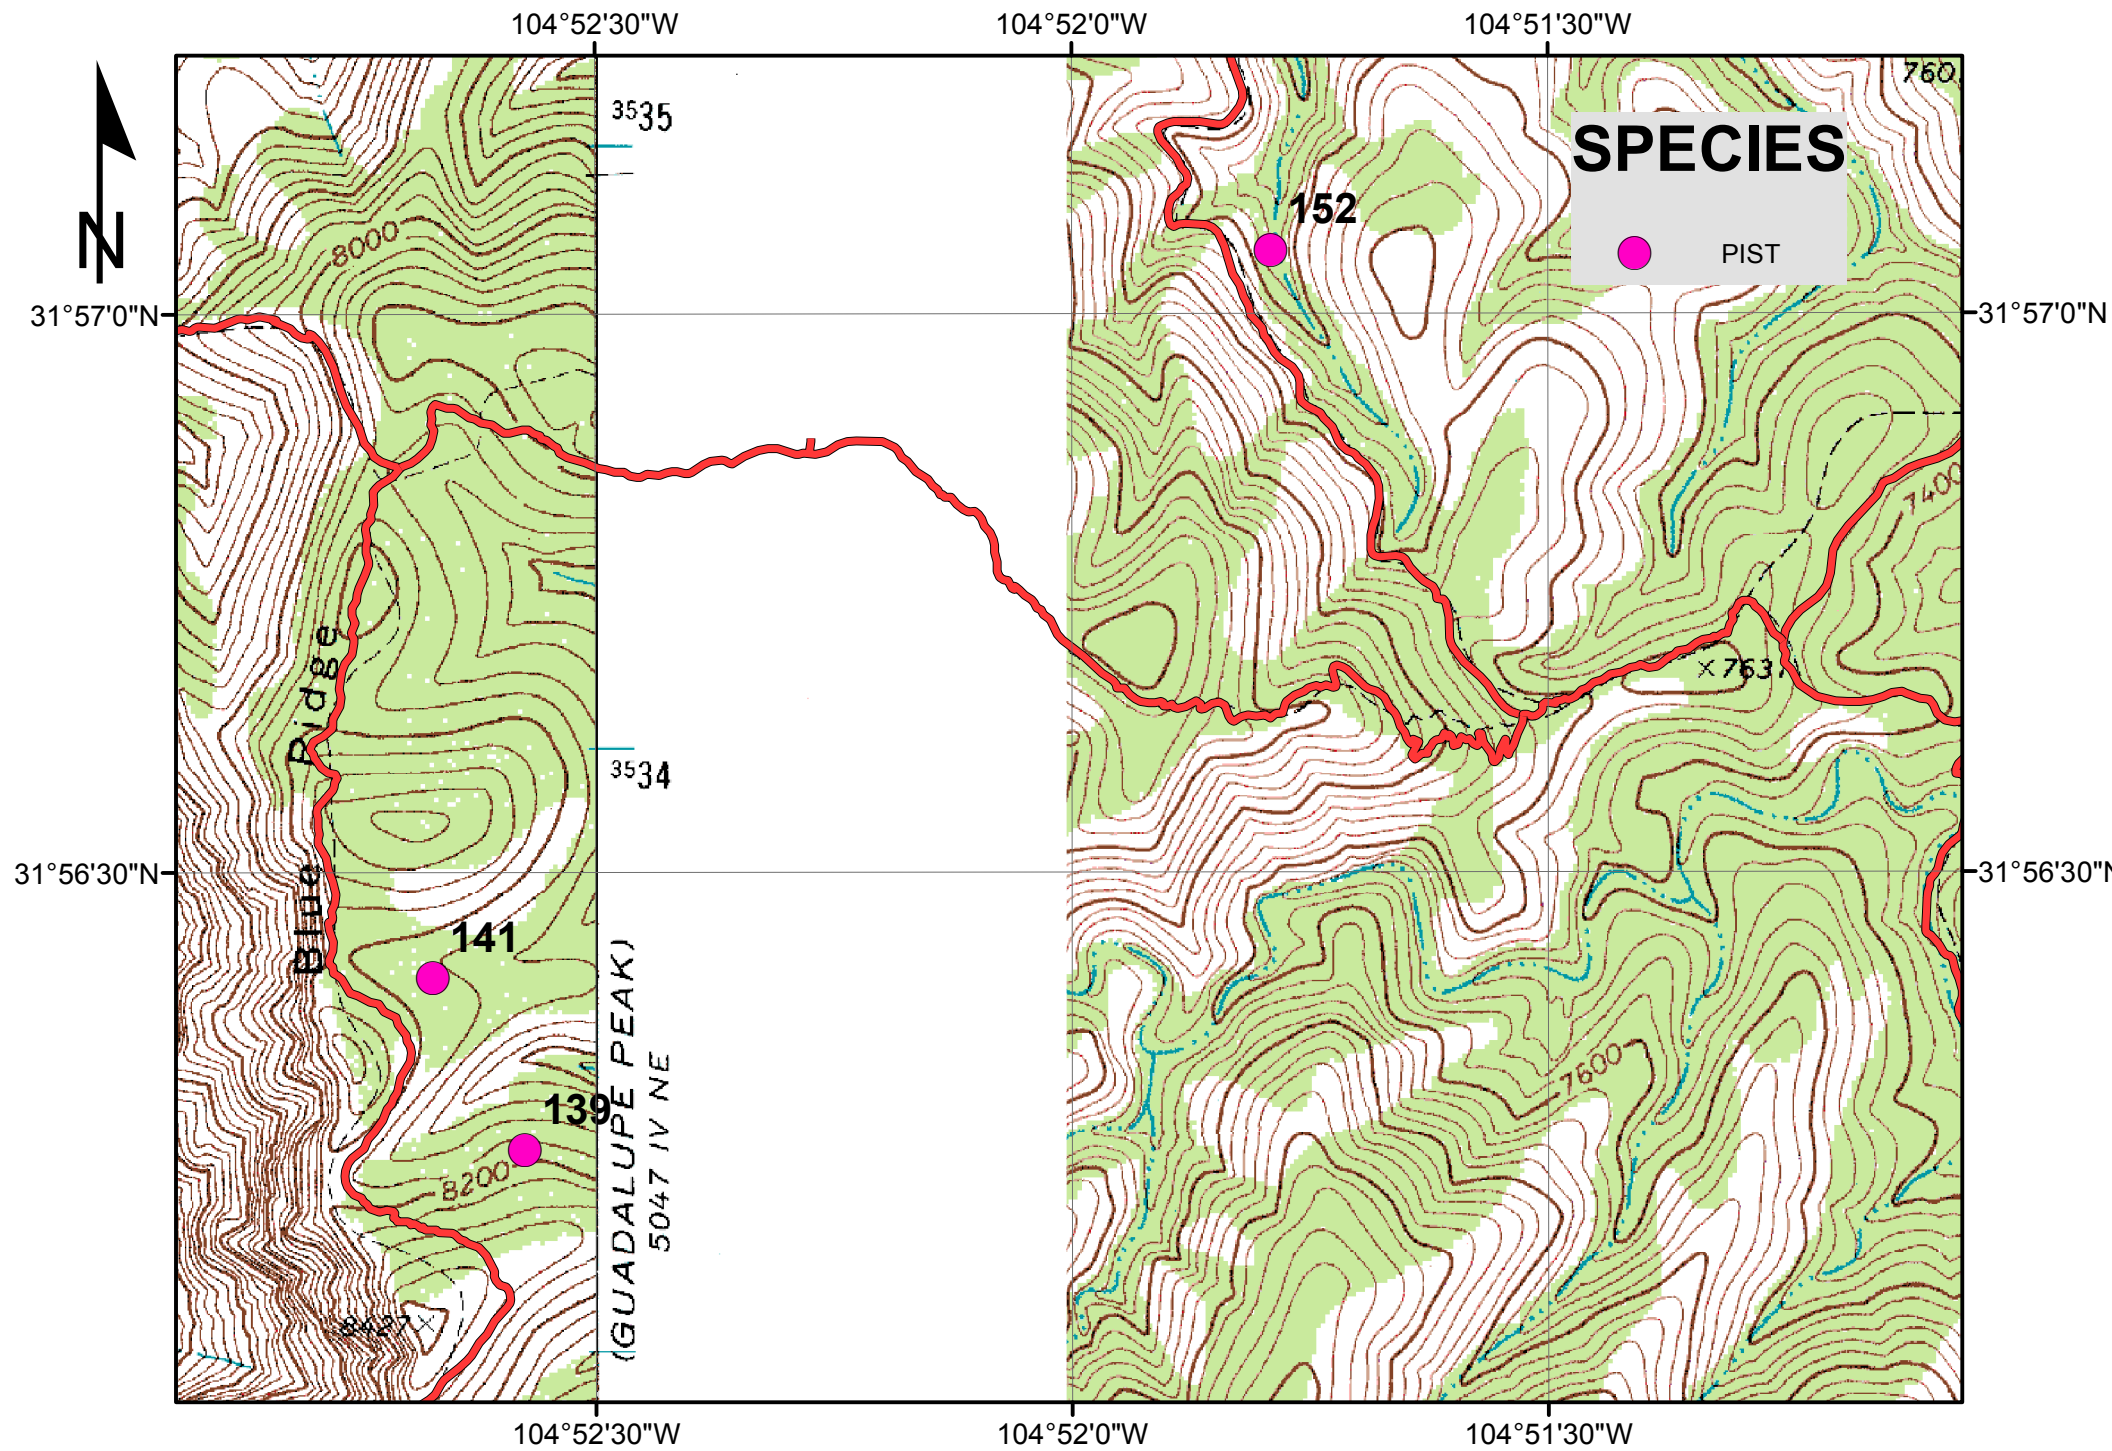 104°52'30"W
104°52'0"W
104°51'30"W
760
3535
SPECIES
152
8000
PIST
N
31°57'0"N
31°57'0"N
7400
Blue Ridge
×7631
3534
31°56'30"N
31°56'30"N
141
(GUADALUPE PEAK)
5047 IV NE
7600
139
8200
8427×
104°52'30"W
104°52'0"W
104°51'30"W